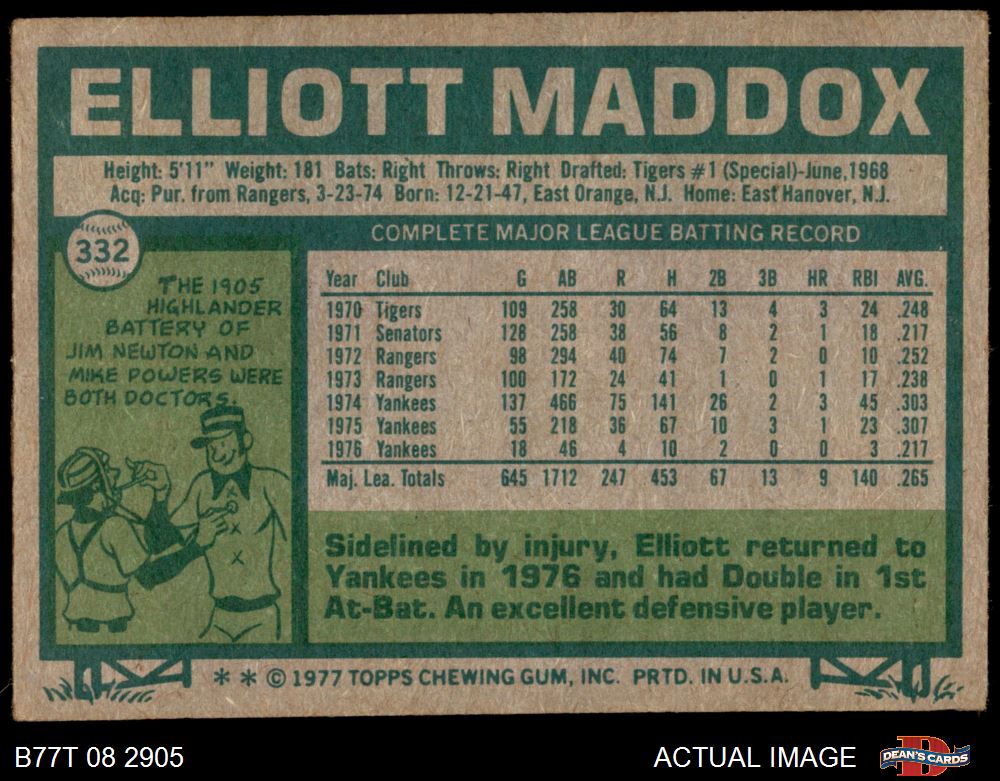 ELLIOTT MADDOX
Height: 5'11" Weight: 181 Bats: Right Throws: Right Drafted: Tigers #1 (Special)-June,1968
Acq: Pur. from Rangers, 3-23-74 Born: 12-21-47, East Orange, N.J. Home: East Hanover, N.J.
332
THE 1905
HIGHLANDER
BATTERY OF
JIM NEWTON AND
MIKE POWERS WERE
BOTH DOCTORS.
COMPLETE MAJOR LEAGUE BATTING RECORD
Year Club G AB R H 2B 3B HR RBI AVG.
1970 Tigers 109 258 30 64 13 4 3 24 .248
1971 Senators 128 258 38 56 8 2 1 18 .217
1972 Rangers 98 294 40 74 7 2 0 10 .252
1973 Rangers 100 172 24 41 1 0 1 17 .238
1974 Yankees 137 466 75 141 26 2 3 45 .303
1975 Yankees 55 218 36 67 10 3 1 23 .307
1976 Yankees 18 46 4 10 2 0 0 3 .217
Maj. Lea. Totals 645 1712 247 453 67 13 9 140 .265
Sidelined by injury, Elliott returned to
Yankees in 1976 and had Double in 1st
At-Bat. An excellent defensive player.
* * © 1977 TOPPS CHEWING GUM, INC. PRTD. IN U.S.A.
B77T 08 2905
ACTUAL IMAGE
DEAN'S CARDS